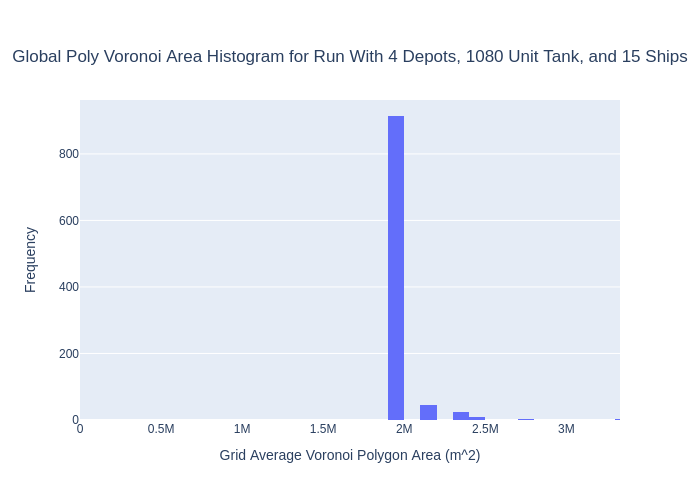 Global Poly Voronoi Area Histogram for Run With 4 Depots, 1080 Unit Tank, and 15 Ships
800
600
400
200
0
Frequency
0 0.5M 1M 1.5M 2M 2.5M 3M
Grid Average Voronoi Polygon Area (m^2)